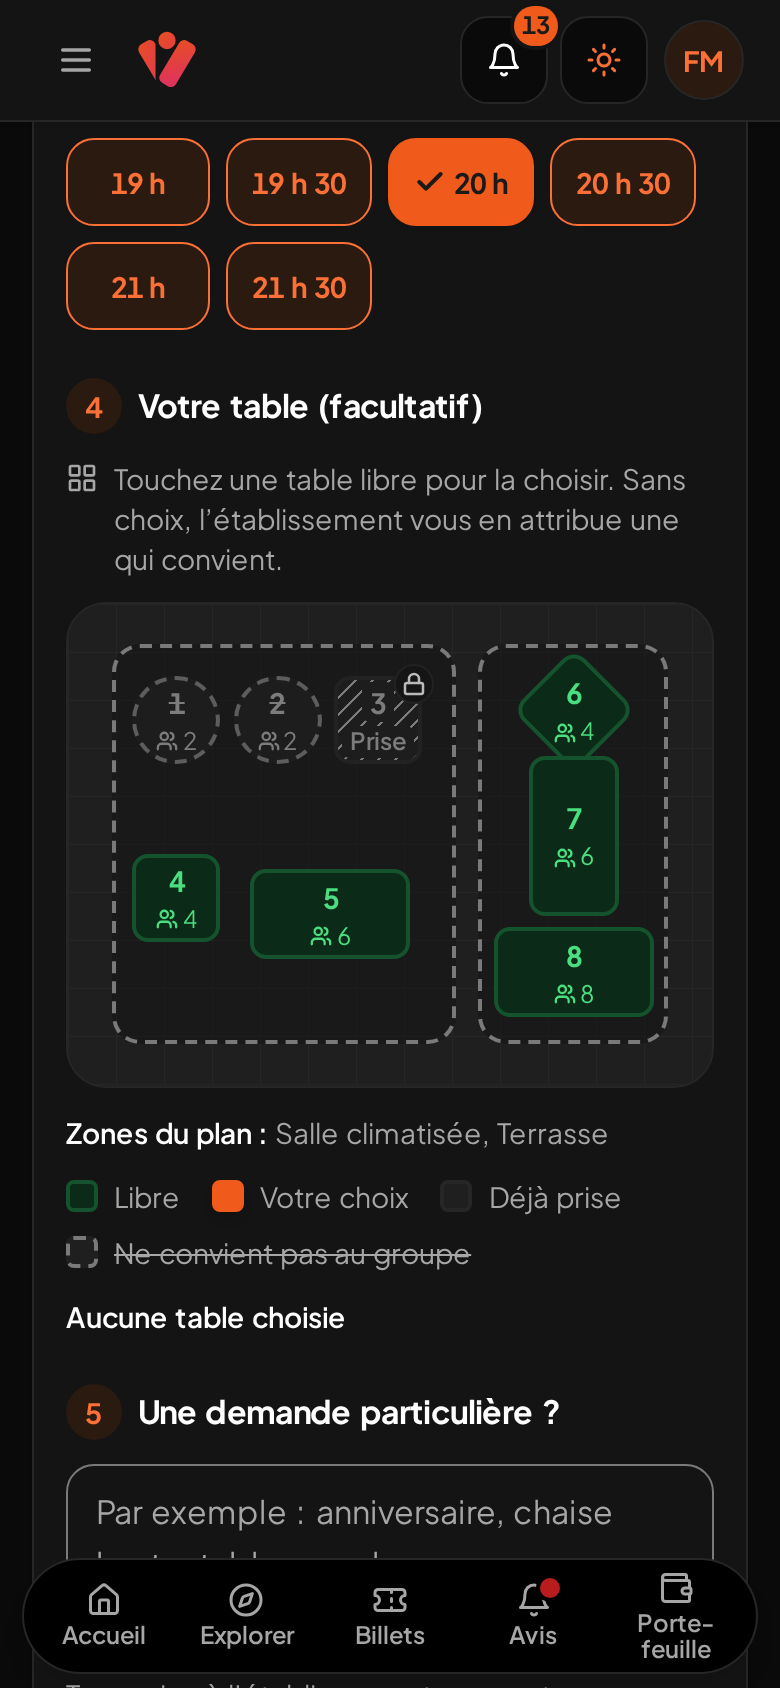 13
FM
19 h
19 h 30
20 h
20 h 30
21 h
21 h 30
4
Votre table (facultatif)
Touchez une table libre pour la choisir. Sans
choix, l’établissement vous en attribue une
qui convient.
1
2
2
2
3
Prise
6
4
7
6
4
4
5
6
8
8
Zones du plan : Salle climatisée, Terrasse
Libre
Votre choix
Déjà prise
Ne convient pas au groupe
Aucune table choisie
5
Une demande particulière ?
Par exemple : anniversaire, chaise
Accueil
Explorer
Billets
Avis
Porte-
feuille